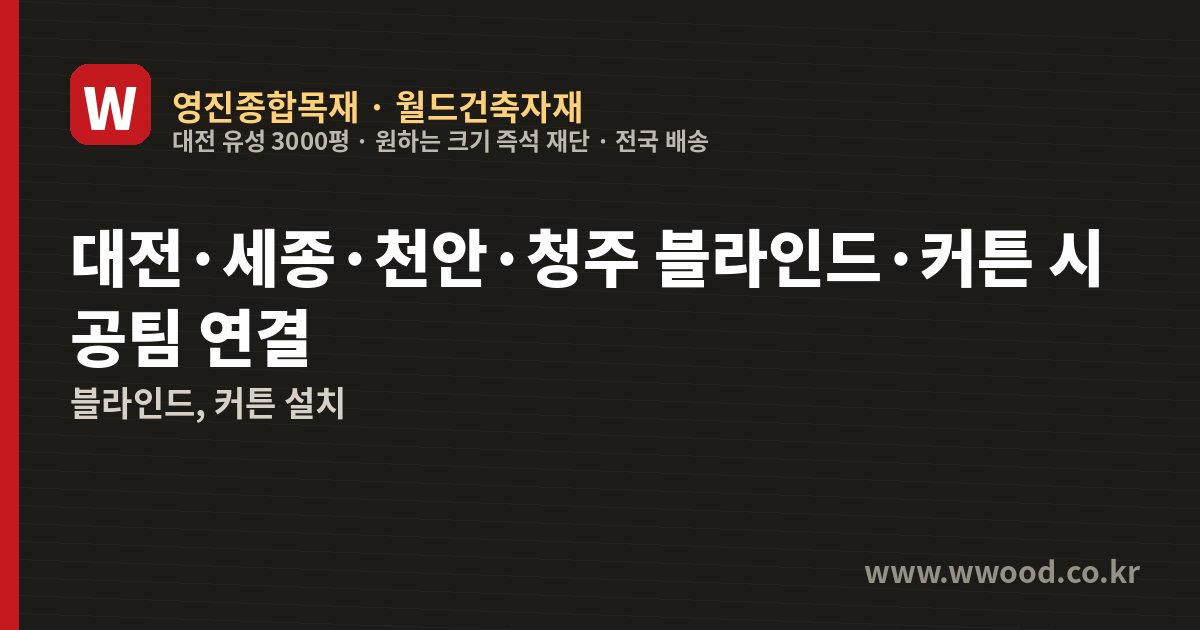 W
영진종합목재 · 월드건축자재
대전 유성 3000평 · 원하는 크기 즉석 재단 · 전국 배송
대전·세종·천안·청주 블라인드·커튼 시
공팀 연결
블라인드, 커튼 설치
www.wwood.co.kr